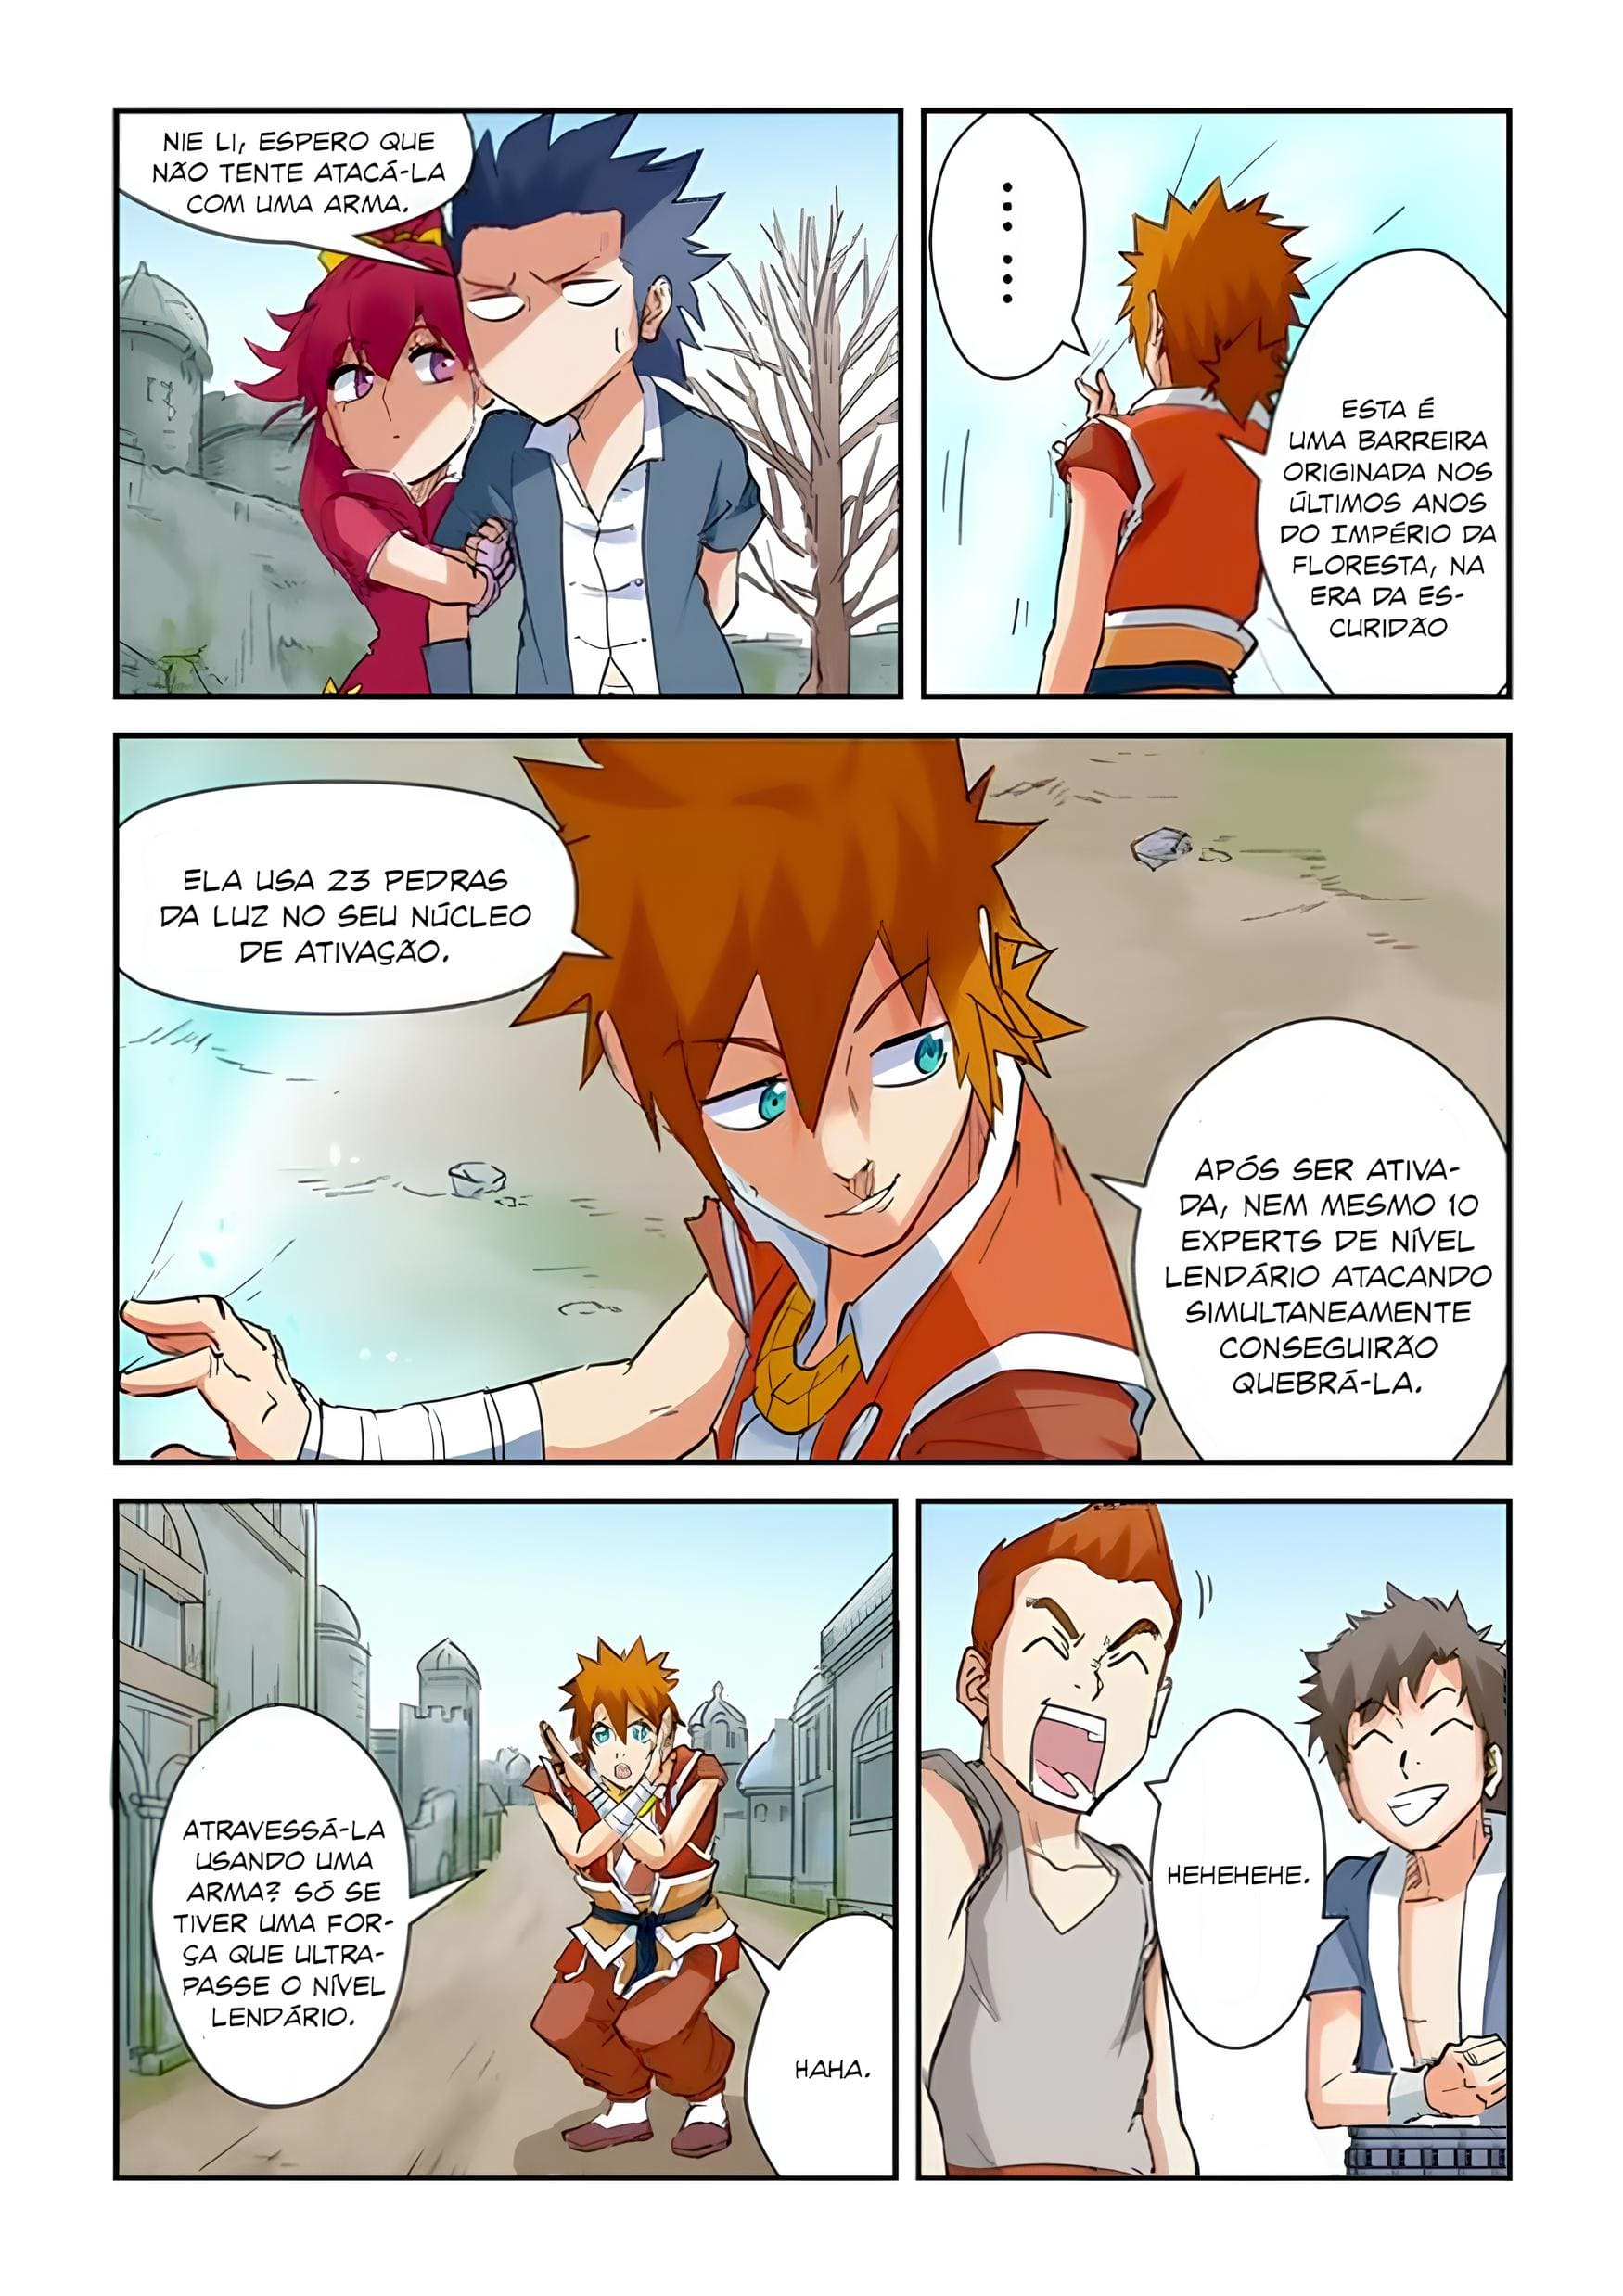 NIE LI, ESPERO QUE
NÃO TENTE ATACÁ-LA
COM UMA ARMA.
......
ESTA É
UMA BARREIRA
ORIGINADA NOS
ÚLTIMOS ANOS
DO IMPÉRIO DA
FLORESTA, NA
ERA DA ES-
CURIDÃO
ELA USA 23 PEDRAS
DA LUZ NO SEU NÚCLEO
DE ATIVAÇÃO.
APÓS SER ATIVA-
DA, NEM MESMO 10
EXPERTS DE NÍVEL
LENDÁRIO ATACANDO
SIMULTANEAMENTE
CONSEGUIRÃO
QUEBRÁ-LA.
ATRAVESSÁ-LA
USANDO UMA
ARMA? SÓ SE
TIVER UMA FOR-
ÇA QUE ULTRA-
PASSE O NÍVEL
LENDÁRIO.
HAHA.
HEHEHEHE.